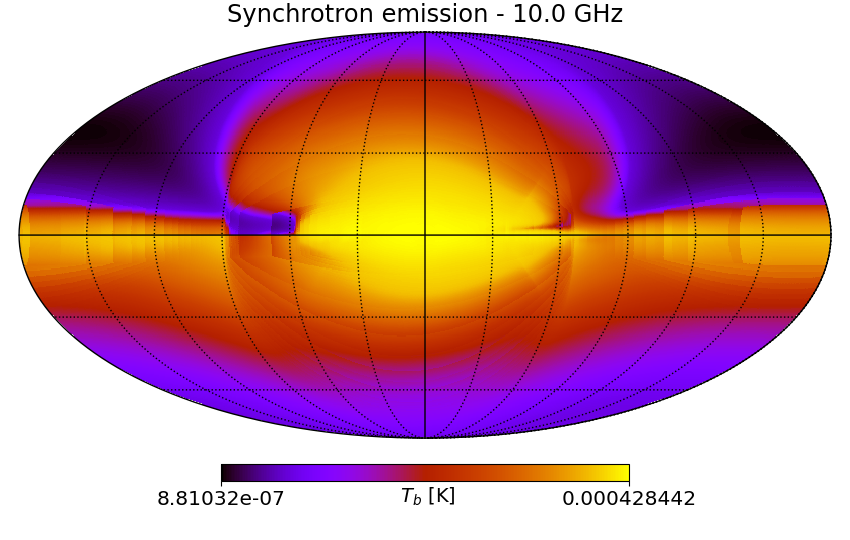 Synchrotron emission - 10.0 GHz
8.81032e-07 T_b [K] 0.000428442